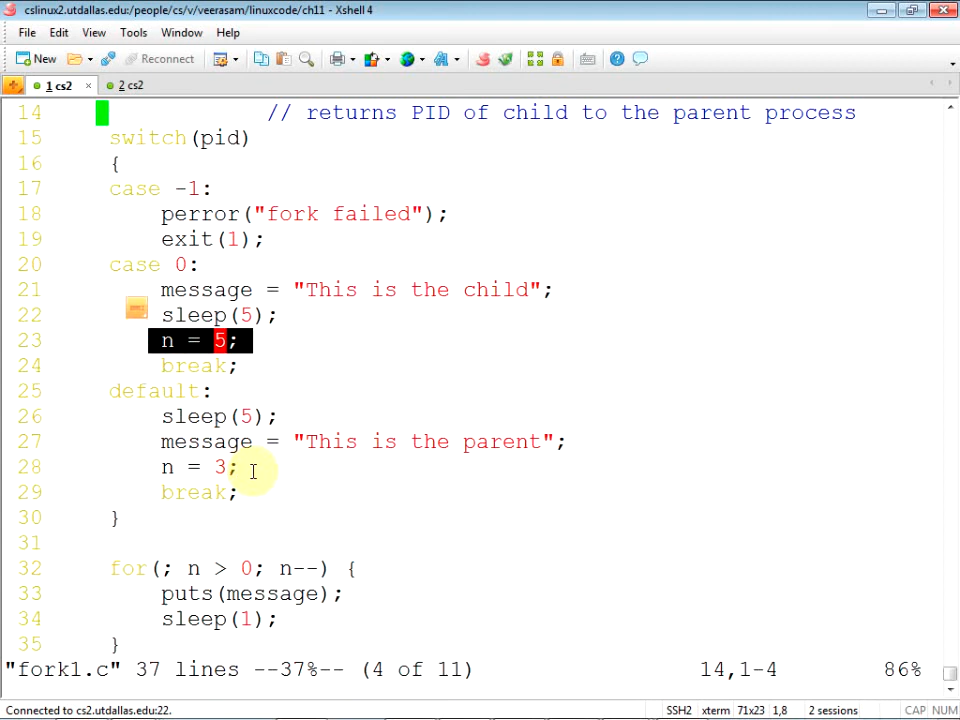 cslinux2.utdallas.edu:/people/cs/v/veerasam/linuxcode/ch11 - Xshell 4
File Edit View Tools Window Help
New Reconnect
1 cs2 × 2 cs2
14 // returns PID of child to the parent process
15 switch(pid)
16 {
17 case -1:
18 perror("fork failed");
19 exit(1);
20 case 0:
21 message = "This is the child";
22 sleep(5);
23 n = 5;
24 break;
25 default:
26 sleep(5);
27 message = "This is the parent";
28 n = 3;
29 break;
30 }
31
32 for(; n > 0; n--) {
33 puts(message);
34 sleep(1);
35 }
"fork1.c" 37 lines --37%-- (4 of 11) 14,1-4 86%
Connected to cs2.utdallas.edu:22. SSH2 xterm 71x23 1,8 2 sessions CAP NUM